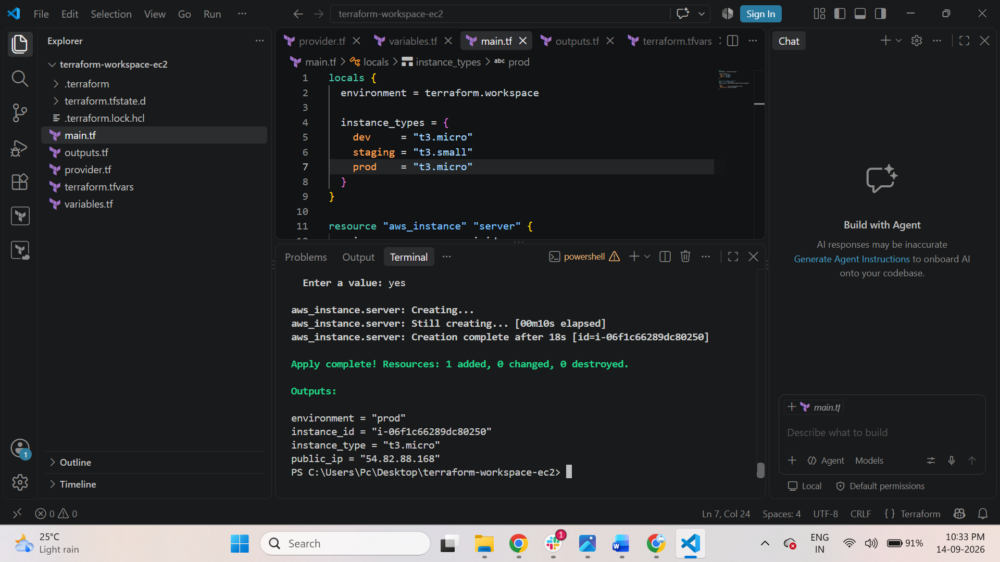 File Edit Selection View Go Run ···
terraform-workspace-ec2
Sign In
Explorer
terraform-workspace-ec2
.terraform
terraform.tfstate.d
.terraform.lock.hcl
main.tf
outputs.tf
provider.tf
terraform.tfvars
variables.tf
Outline
Timeline
provider.tf variables.tf main.tf outputs.tf terraform.tfvars
main.tf > locals > instance_types > abc prod
1 locals {
2 environment = terraform.workspace
3
4 instance_types = {
5 dev = "t3.micro"
6 staging = "t3.small"
7 prod = "t3.micro"
8 }
9 }
10
11 resource "aws_instance" "server" {
Problems Output Terminal ···
powershell
Enter a value: yes
aws_instance.server: Creating...
aws_instance.server: Still creating... [00m10s elapsed]
aws_instance.server: Creation complete after 18s [id=i-06f1c66289dc80250]
Apply complete! Resources: 1 added, 0 changed, 0 destroyed.
Outputs:
environment = "prod"
instance_id = "i-06f1c66289dc80250"
instance_type = "t3.micro"
public_ip = "54.82.88.168"
PS C:\Users\Pc\Desktop\terraform-workspace-ec2>
Chat
Build with Agent
AI responses may be inaccurate
Generate Agent Instructions to onboard AI
onto your codebase.
main.tf
Describe what to build
Agent Models
Local Default permissions
1
0 0
Ln 7, Col 24 Spaces: 4 UTF-8 CRLF { } Terraform
25°C
Light rain
Search
1
ENG
IN
91%
10:33 PM
14-09-2026